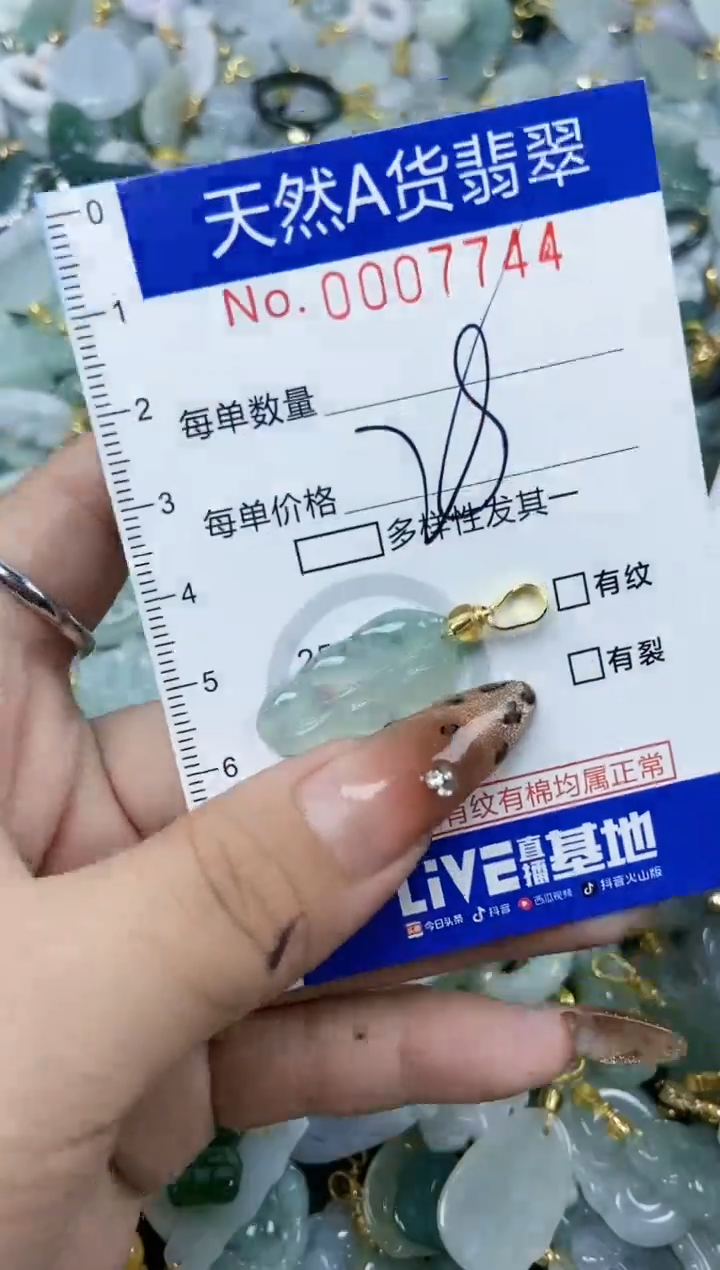 天然A货翡翠
No. 0007744
每单数量
每单价格
多样性发其一
有纹
有裂
有纹有棉均属正常
LiVE直播基地
今日头条 抖音 西瓜视频 抖音火山版
0
1
2
3
4
5
6